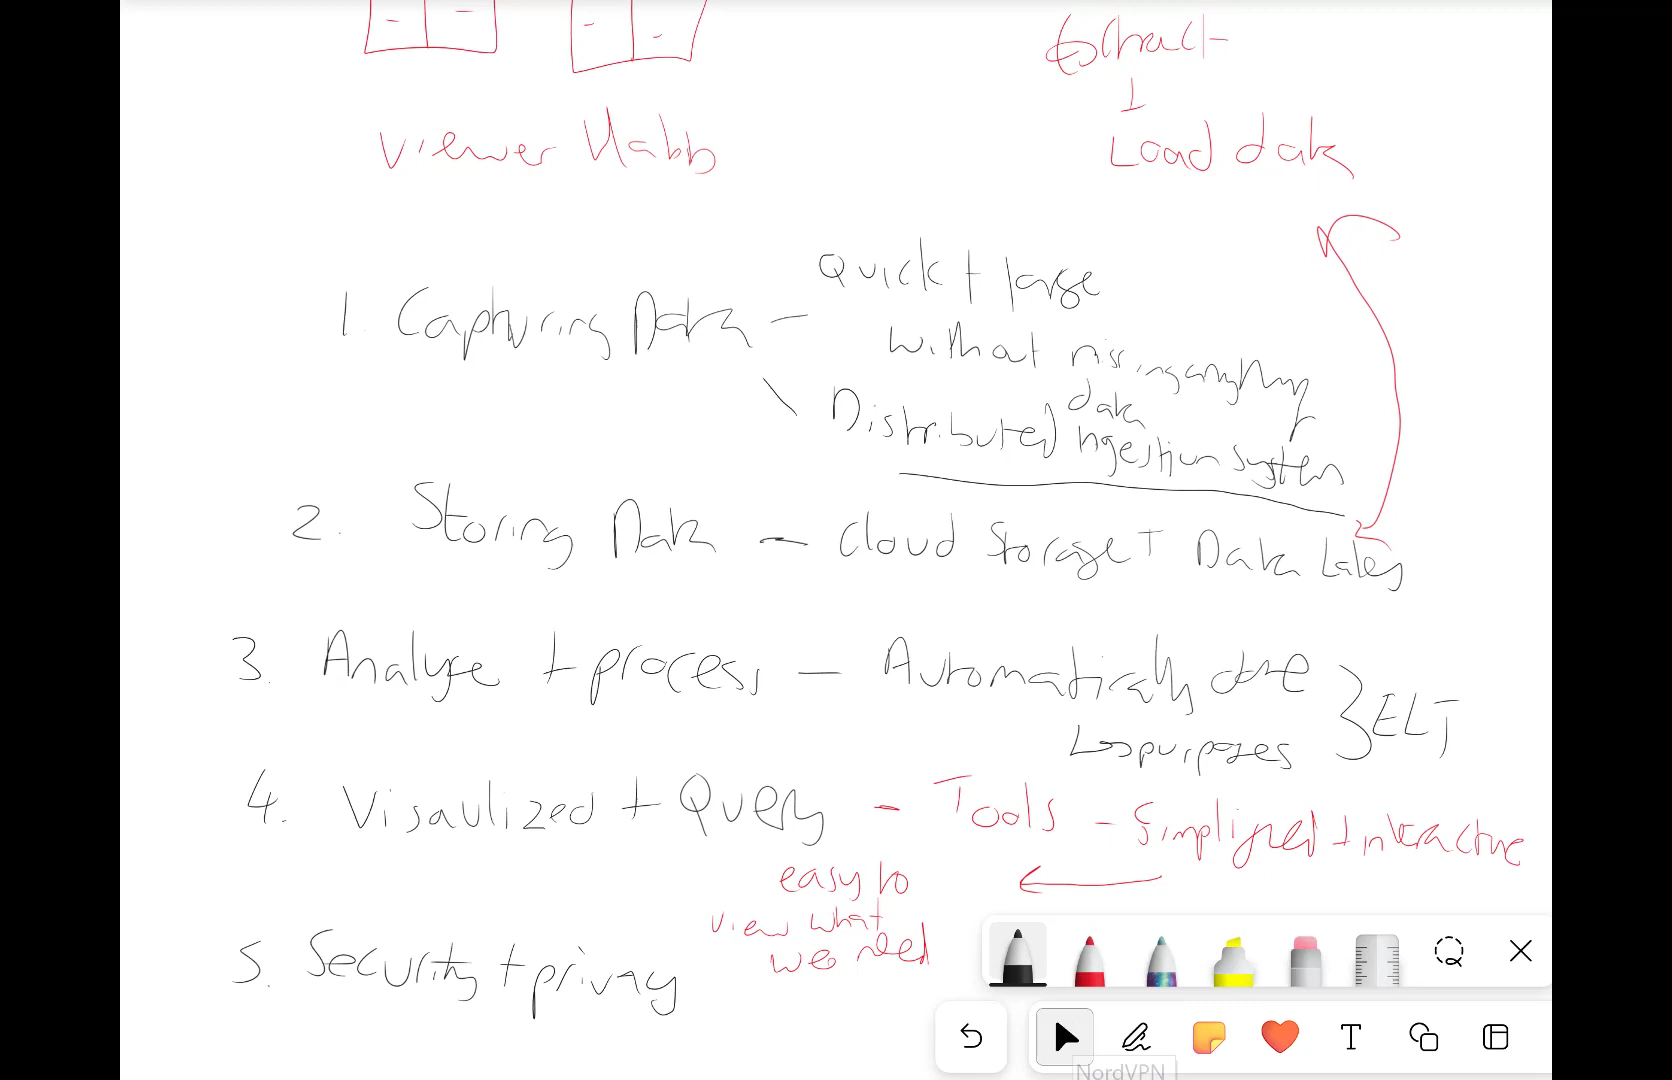 Extract
Load data
viewer
1. Capturing Data - Quick + large
without missing anything
Distributed data ingestion system
2. Storing Data - Cloud Storage + Data Lakes
3. Analyze + process - Automatically done
purposes } ELT
4. Visaulized + Query - Tools - Simplified + interactive
easy to
view what
we need
5. Security + privacy
T
NordVPN